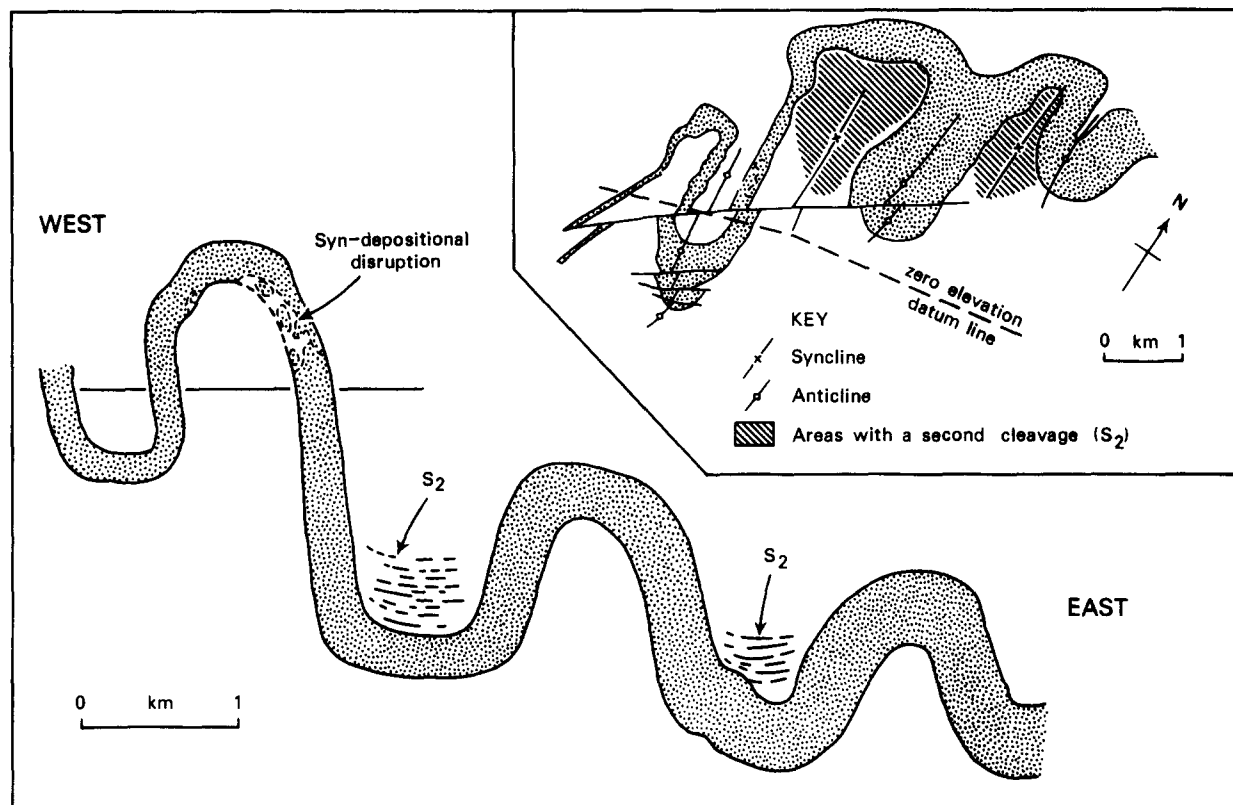 WEST
Syn-depositional
disruption
S2
0 km 1
S2
EAST
N
zero elevation
datum line
0 km 1
KEY
Syncline
Anticline
Areas with a second cleavage (S2)